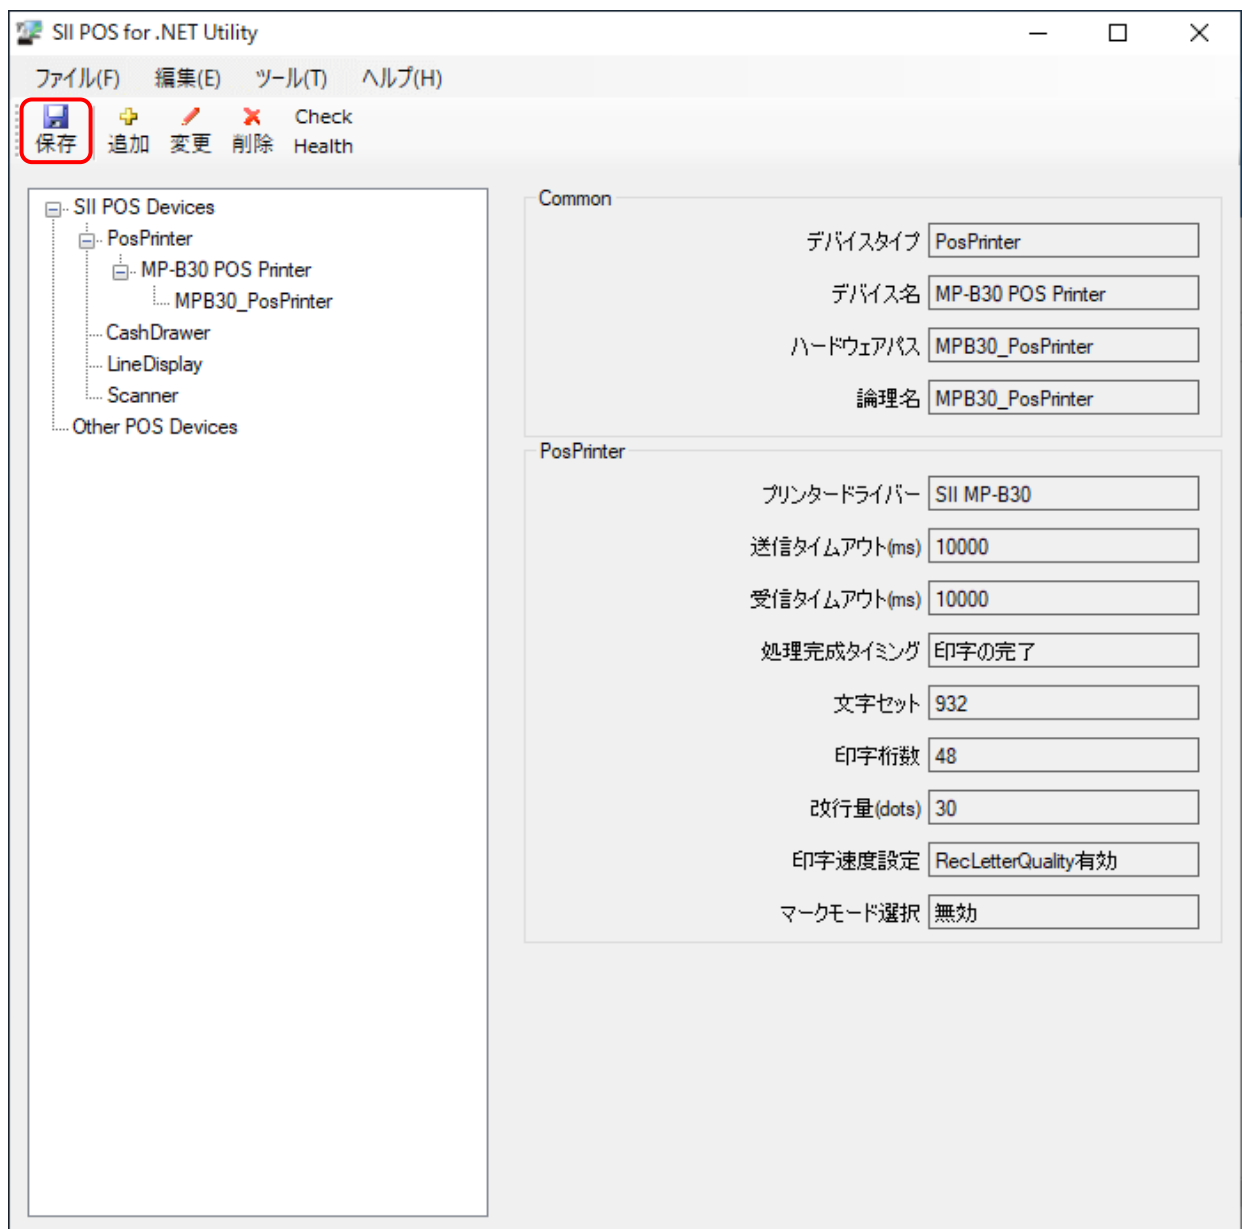 SII POS for .NET Utility
ファイル(F) 編集(E) ツール(T) ヘルプ(H)
保存 追加 変更 削除 Check Health
SII POS Devices
PosPrinter
MP-B30 POS Printer
MPB30_PosPrinter
CashDrawer
LineDisplay
Scanner
Other POS Devices
Common
デバイスタイプ PosPrinter
デバイス名 MP-B30 POS Printer
ハードウェアパス MPB30_PosPrinter
論理名 MPB30_PosPrinter
PosPrinter
プリンタードライバー SII MP-B30
送信タイムアウト(ms) 10000
受信タイムアウト(ms) 10000
処理完成タイミング 印字の完了
文字セット 932
印字桁数 48
改行量(dots) 30
印字速度設定 RecLetterQuality有効
マークモード選択 無効